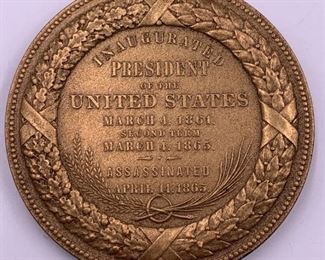 INAUGURATED
PRESIDENT
OF THE
UNITED STATES
MARCH 4. 1861.
SECOND TERM
MARCH 4. 1865.
ASSASSINATED
APRIL 14. 1865